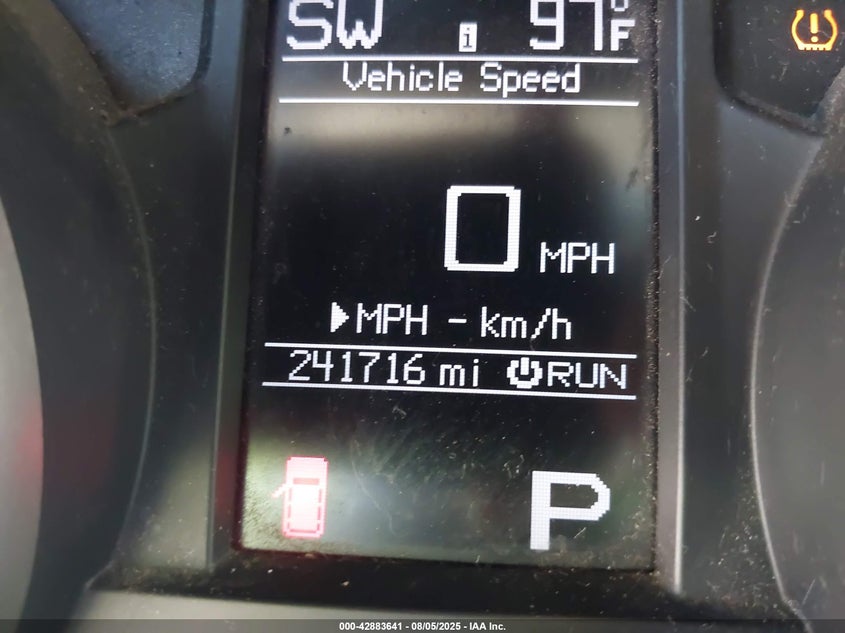 SW i 97°F
Vehicle Speed
0 MPH
▶MPH - km/h
241716 mi RUN
P
000-42883641 - 08/05/2025 - IAA Inc.